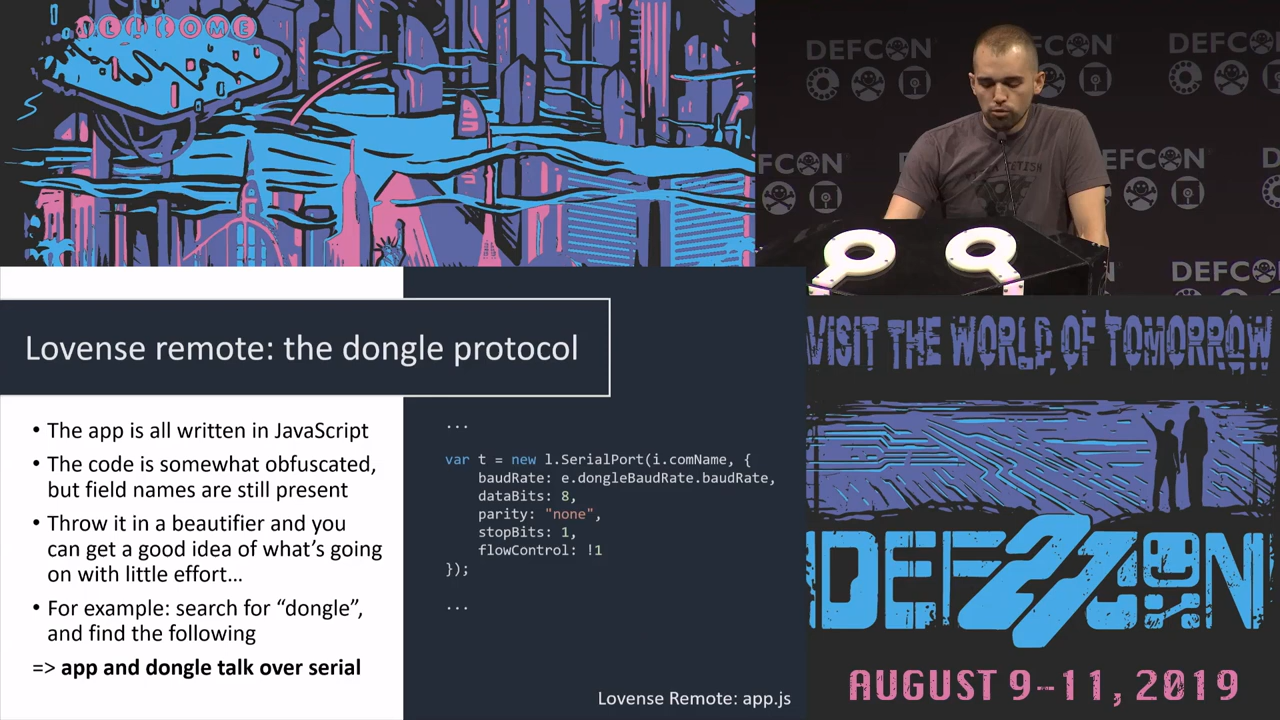 WELCOME
DEFCON
DEFCON
DEFCON
EFCON
DEFCON
FETISH
DEFCON
Lovense remote: the dongle protocol
• The app is all written in JavaScript
• The code is somewhat obfuscated,
but field names are still present
• Throw it in a beautifier and you
can get a good idea of what's going
on with little effort...
• For example: search for "dongle",
and find the following
=> app and dongle talk over serial
...
var t = new l.SerialPort(i.comName, {
baudRate: e.dongleBaudRate.baudRate,
dataBits: 8,
parity: "none",
stopBits: 1,
flowControl: !1
});
...
Lovense Remote: app.js
VISIT THE WORLD OF TOMORROW
DEF27CON
AUGUST 9-11, 2019